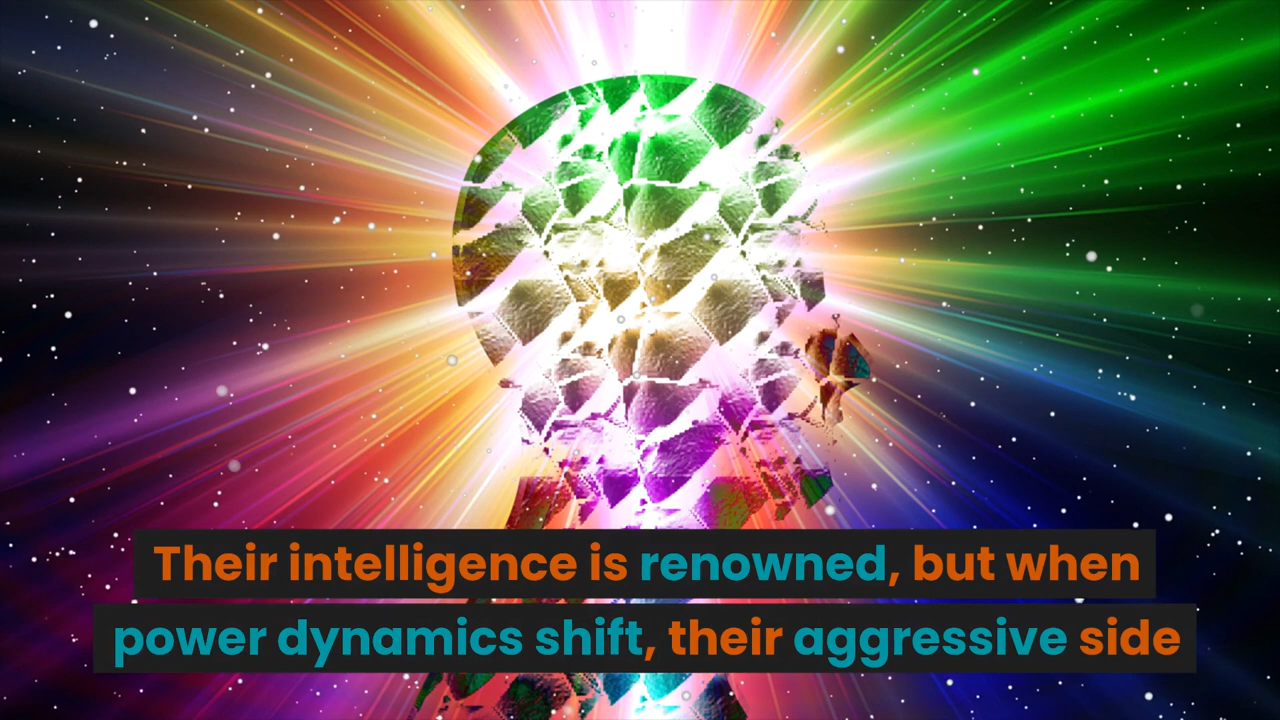 Their intelligence is renowned, but when
power dynamics shift, their aggressive side